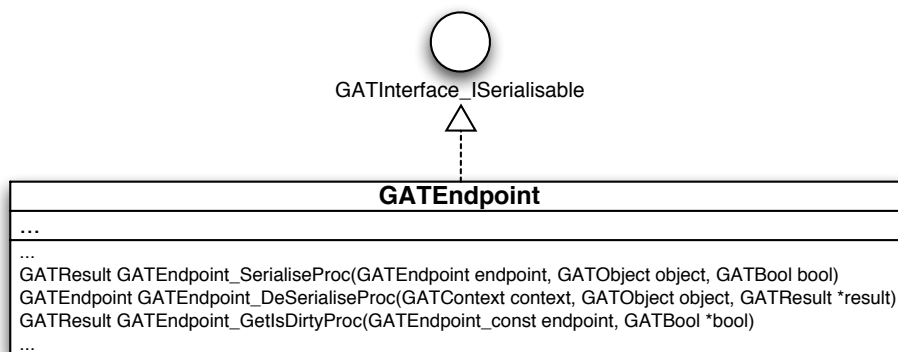 GATInterface_ISerialisable
GATEndpoint
...
...
GATResult GATEndpoint_SerialiseProc(GATEndpoint endpoint, GATObject object, GATBool bool)
GATEndpoint GATEndpoint_DeSerialiseProc(GATContext context, GATObject object, GATResult *result)
GATResult GATEndpoint_GetIsDirtyProc(GATEndpoint_const endpoint, GATBool *bool)
...